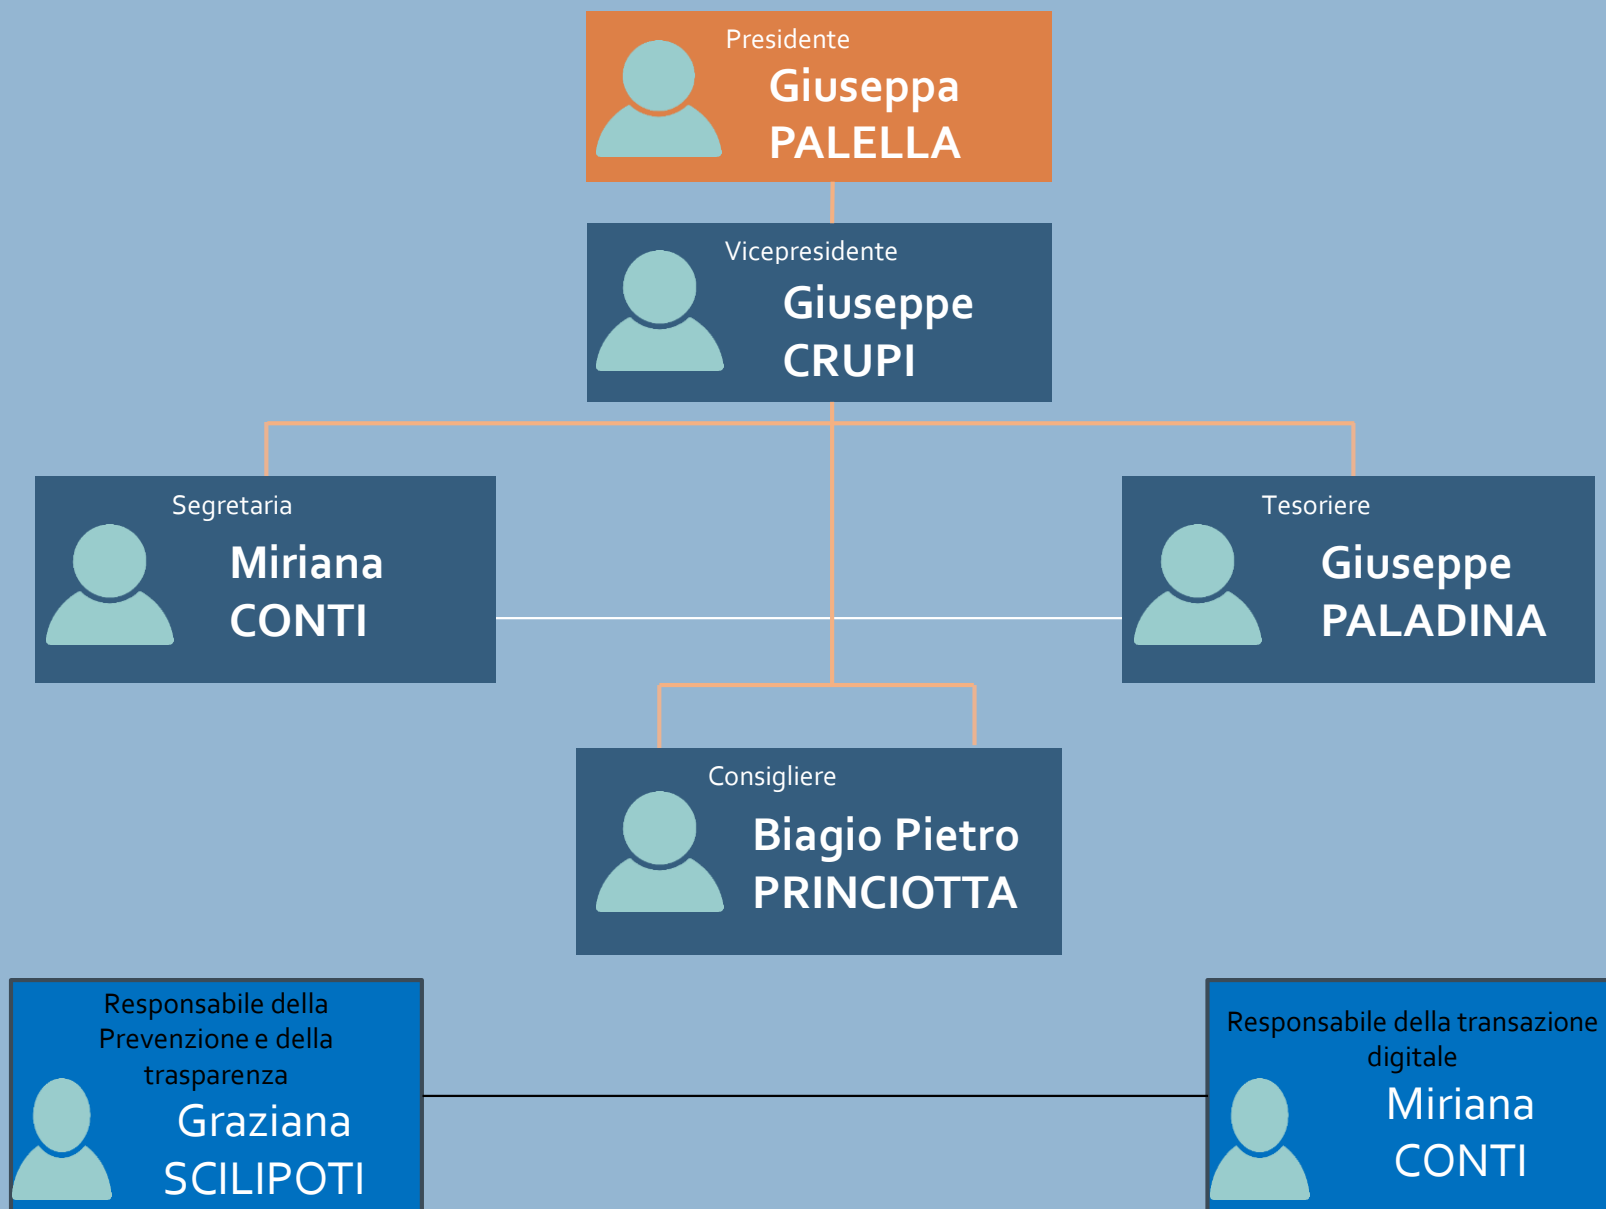 Presidente
Giuseppa
PALELLA
Vicepresidente
Giuseppe
CRUPI
Segretaria
Miriana
CONTI
Tesoriere
Giuseppe
PALADINA
Consigliere
Biagio Pietro
PRINCIOTTA
Responsabile della
Prevenzione e della
trasparenza
Graziana
SCILIPOTI
Responsabile della transazione
digitale
Miriana
CONTI